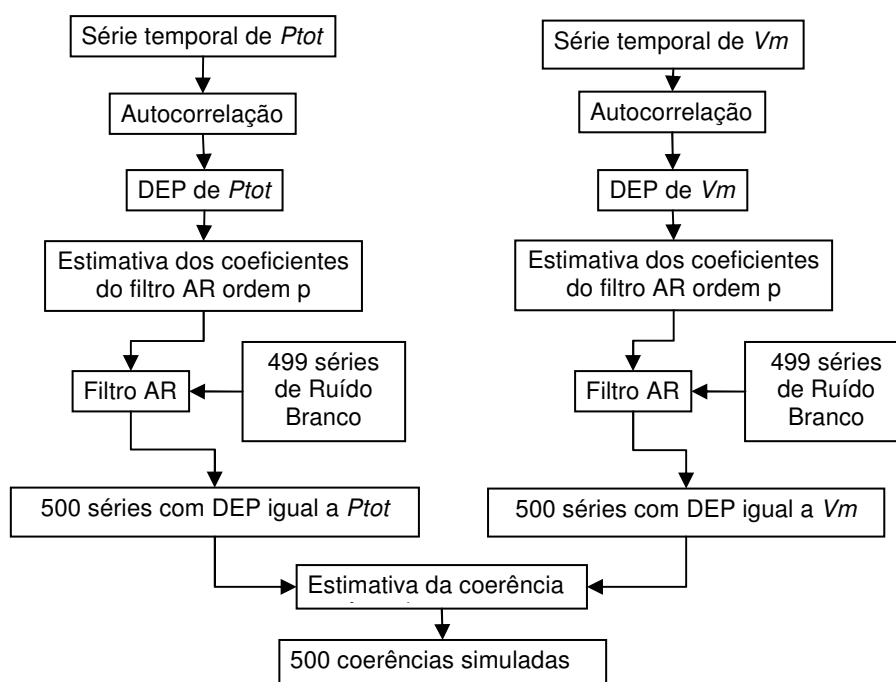 Série temporal de Ptot
Série temporal de Vm
Autocorrelação
Autocorrelação
DEP de Ptot
DEP de Vm
Estimativa dos coeficientes
do filtro AR ordem p
Estimativa dos coeficientes
do filtro AR ordem p
Filtro AR
499 séries
de Ruído
Branco
Filtro AR
499 séries
de Ruído
Branco
500 séries com DEP igual a Ptot
500 séries com DEP igual a Vm
Estimativa da coerência
500 coerências simuladas